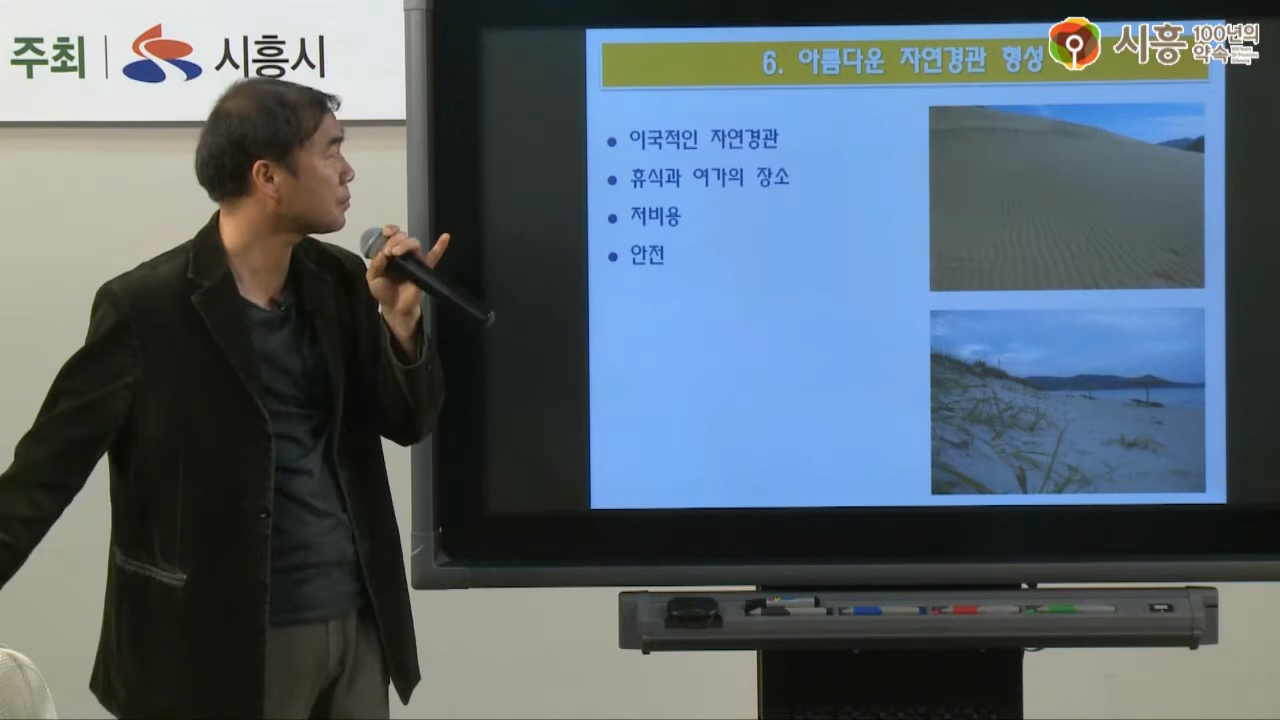 주최 시흥시
시흥 100년의 약속
6. 아름다운 자연경관 형성
이국적인 자연경관
휴식과 여가의 장소
저비용
안전